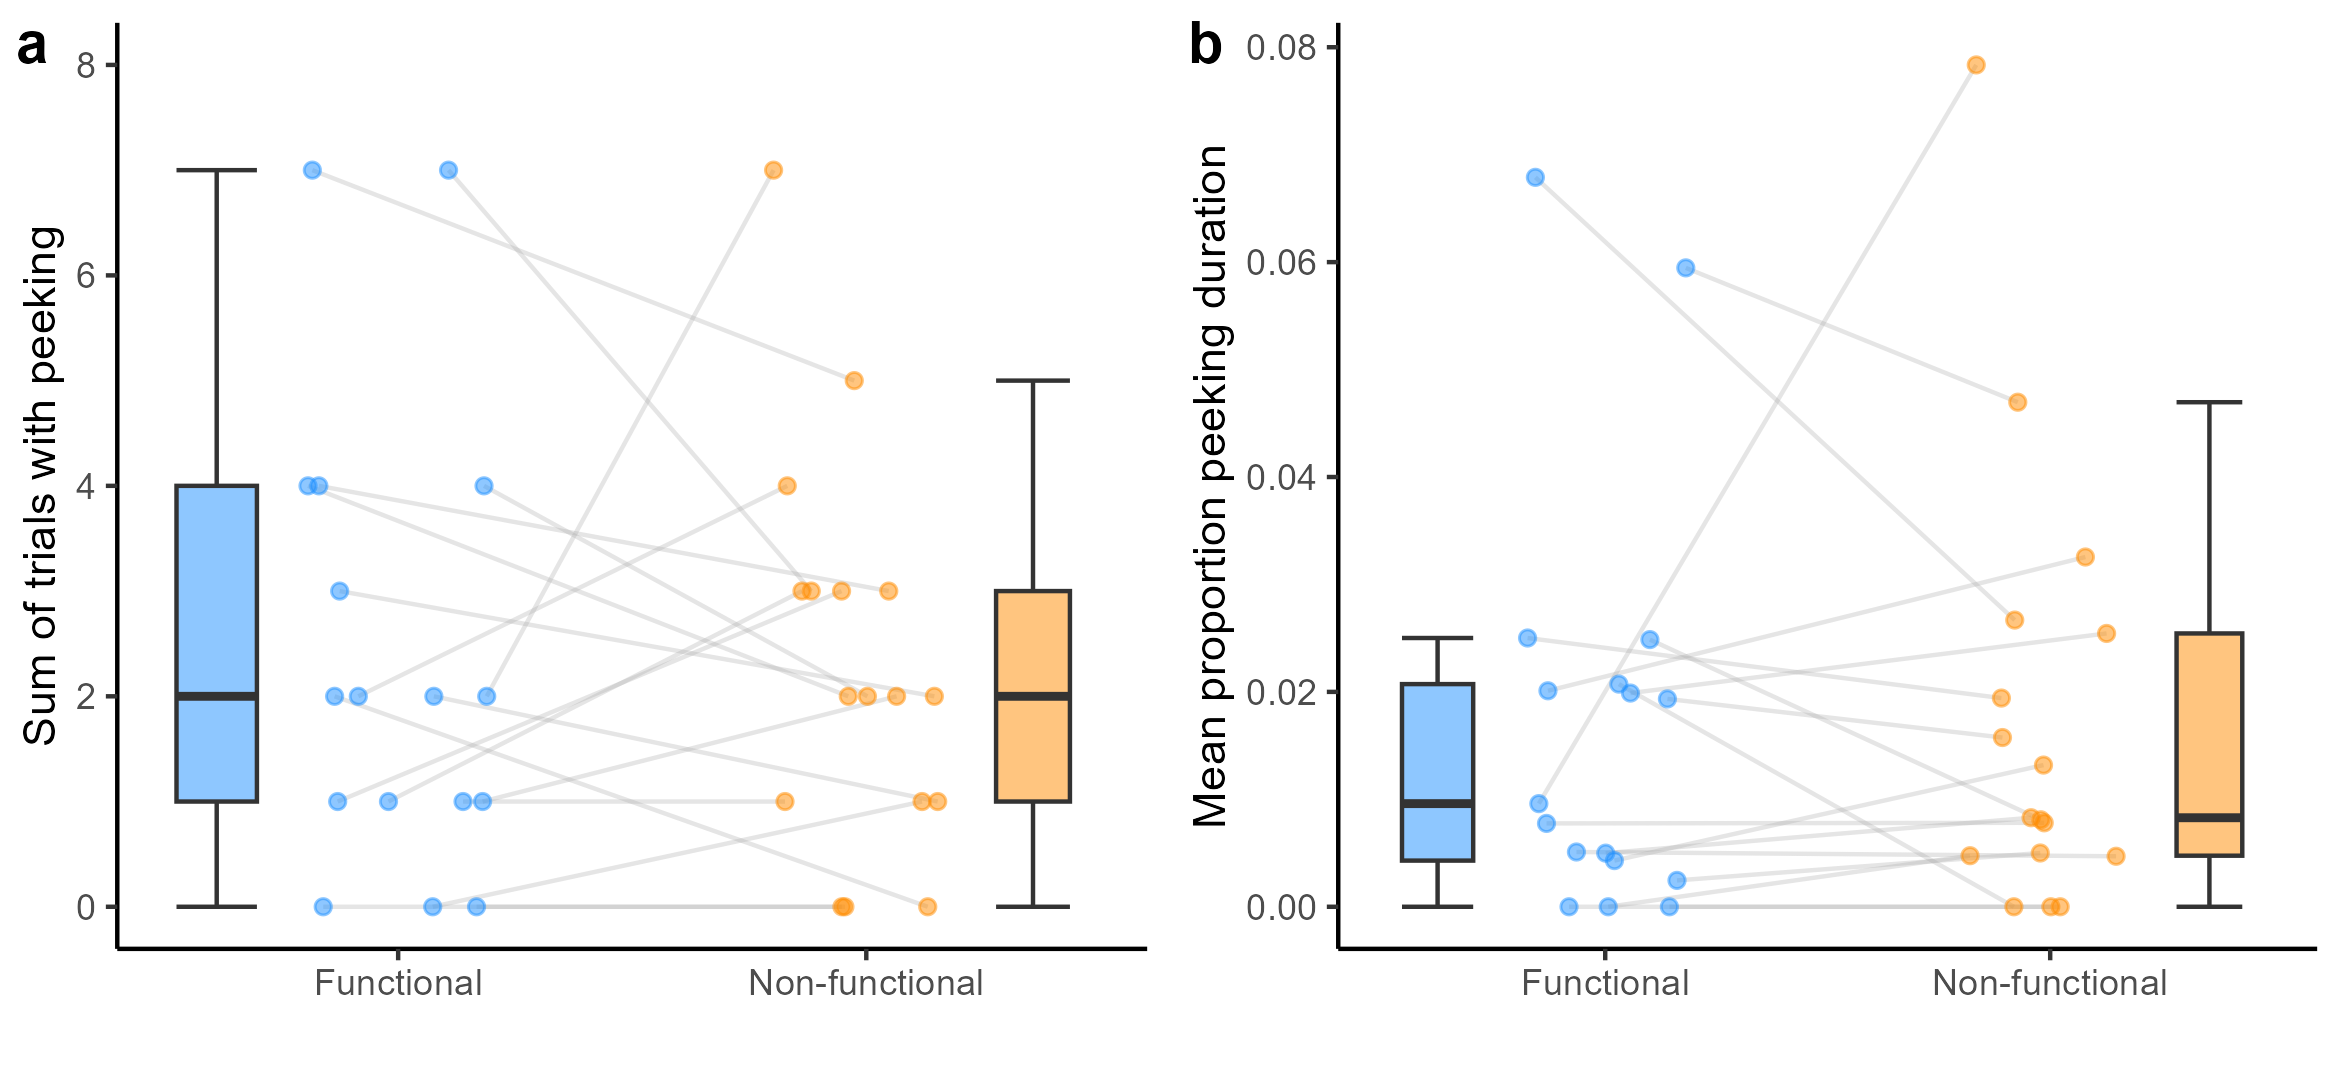 a
Sum of trials with peeking
8
6
4
2
0
Functional
Non-functional
b
Mean proportion peeking duration
0.08
0.06
0.04
0.02
0.00
Functional
Non-functional